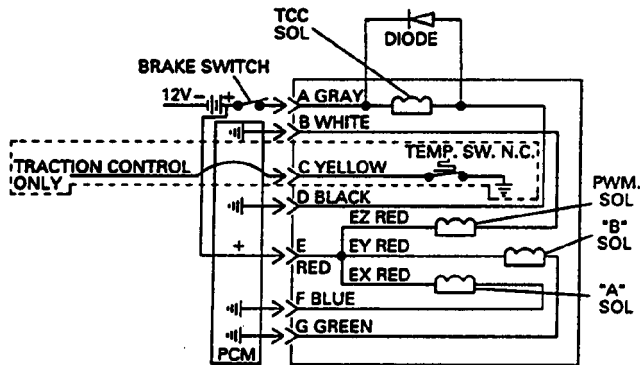 TCC
SOL
DIODE
BRAKE SWITCH
12V - +
A GRAY
B WHITE
TRACTION CONTROL
ONLY
C YELLOW
TEMP. SW. N.C.
D BLACK
PWM.
SOL
EZ RED
"B"
SOL
+
E
RED
EY RED
EX RED
"A"
SOL
F BLUE
G GREEN
PCM